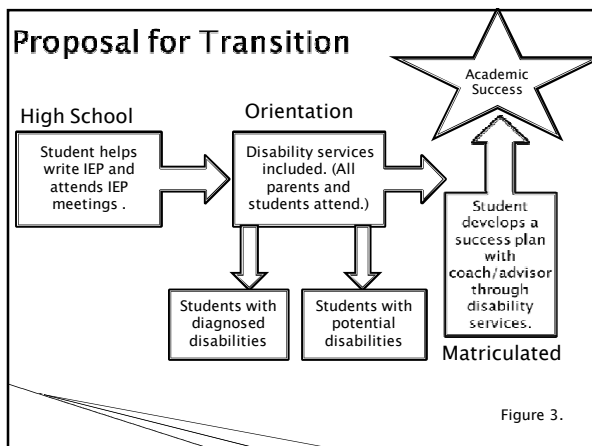 Proposal for Transition
Academic
Success
High School
Orientation
Student helps
write IEP and
attends IEP
meetings .
Disability services
included. (All
parents and
students attend.)
Student
develops a
success plan
with
coach/advisor
through
disability
services.
Students with
diagnosed
disabilities
Students with
potential
disabilities
Matriculated
Figure 3.